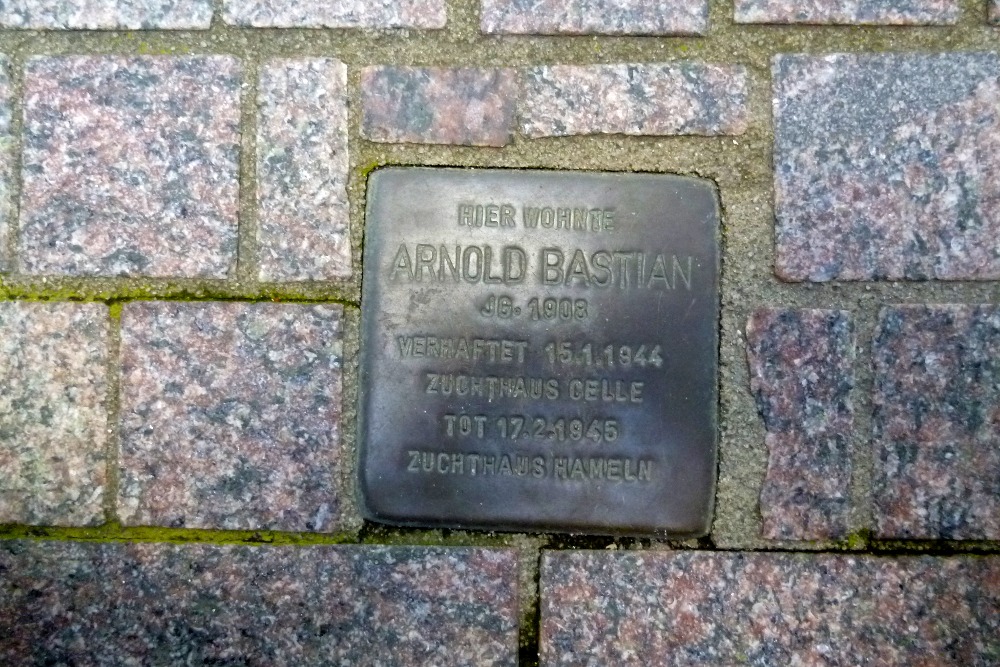 HIER WOHNTE
ARNOLD BASTIAN
JG. 1908
VERHAFTET 15.1.1944
ZUCHTHAUS CELLE
TOT 17.2.1945
ZUCHTHAUS HAMELN